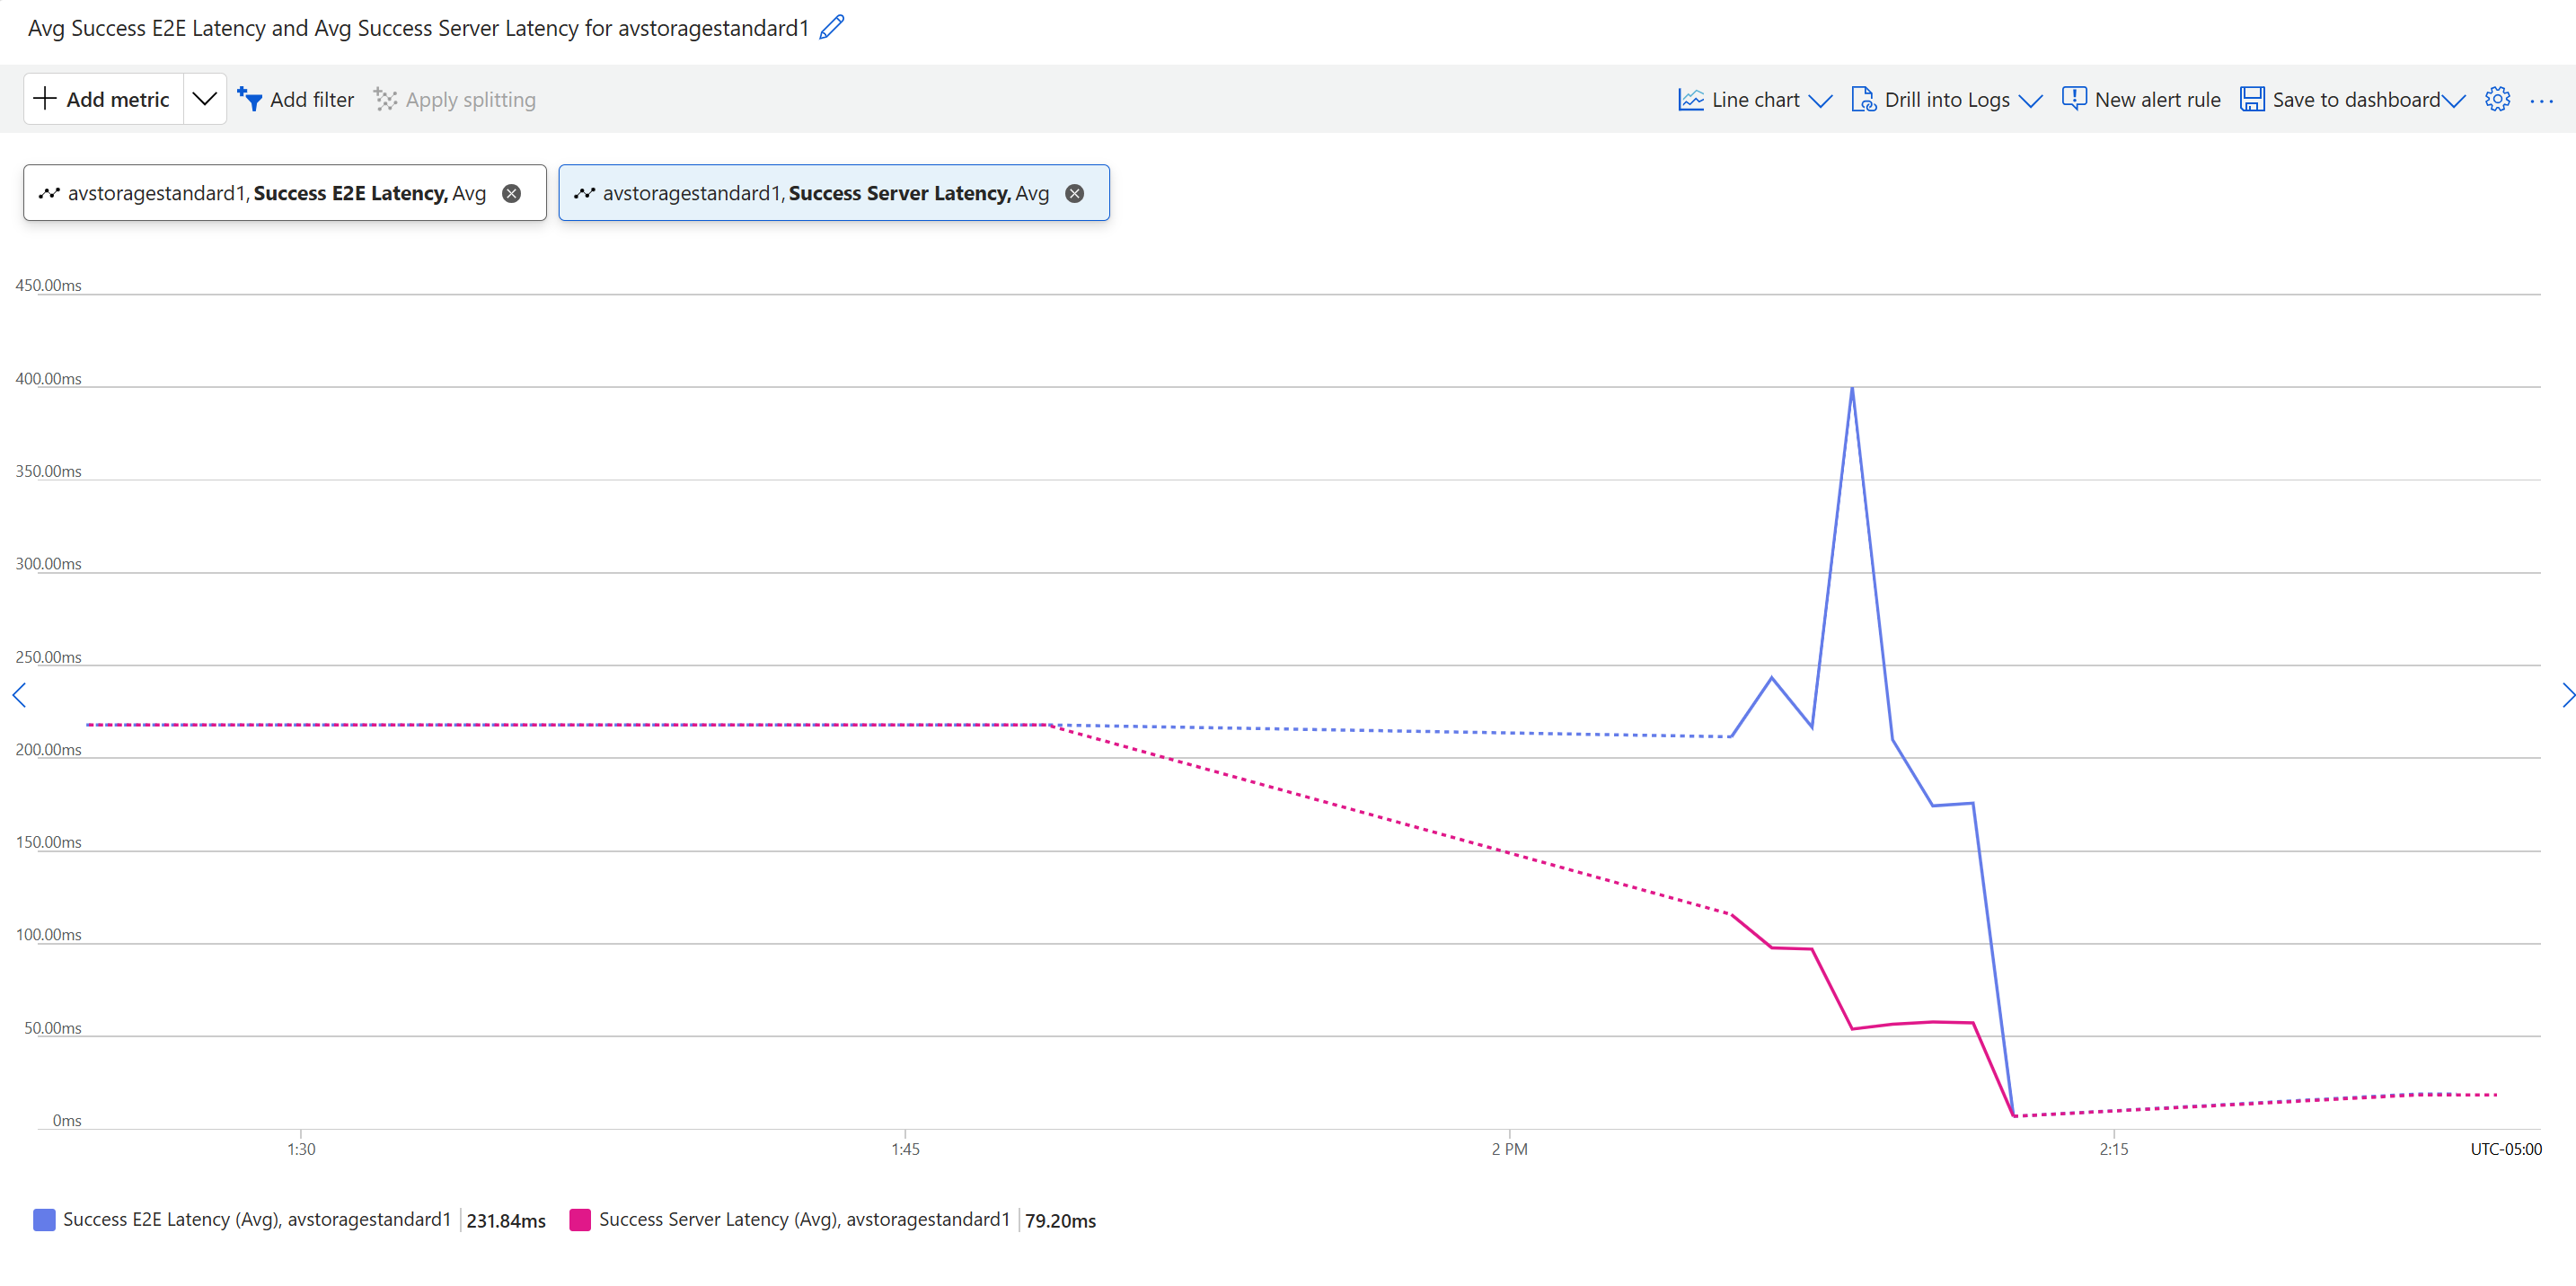 Avg Success E2E Latency and Avg Success Server Latency for avstoragestandard1
Add metric Add filter Apply splitting Line chart Drill into Logs New alert rule Save to dashboard ...
avstoragestandard1, Success E2E Latency, Avg avstoragestandard1, Success Server Latency, Avg
450.00ms
400.00ms
350.00ms
300.00ms
250.00ms
200.00ms
150.00ms
100.00ms
50.00ms
0ms
1:30 1:45 2 PM 2:15 UTC-05:00
Success E2E Latency (Avg), avstoragestandard1 231.84ms Success Server Latency (Avg), avstoragestandard1 79.20ms